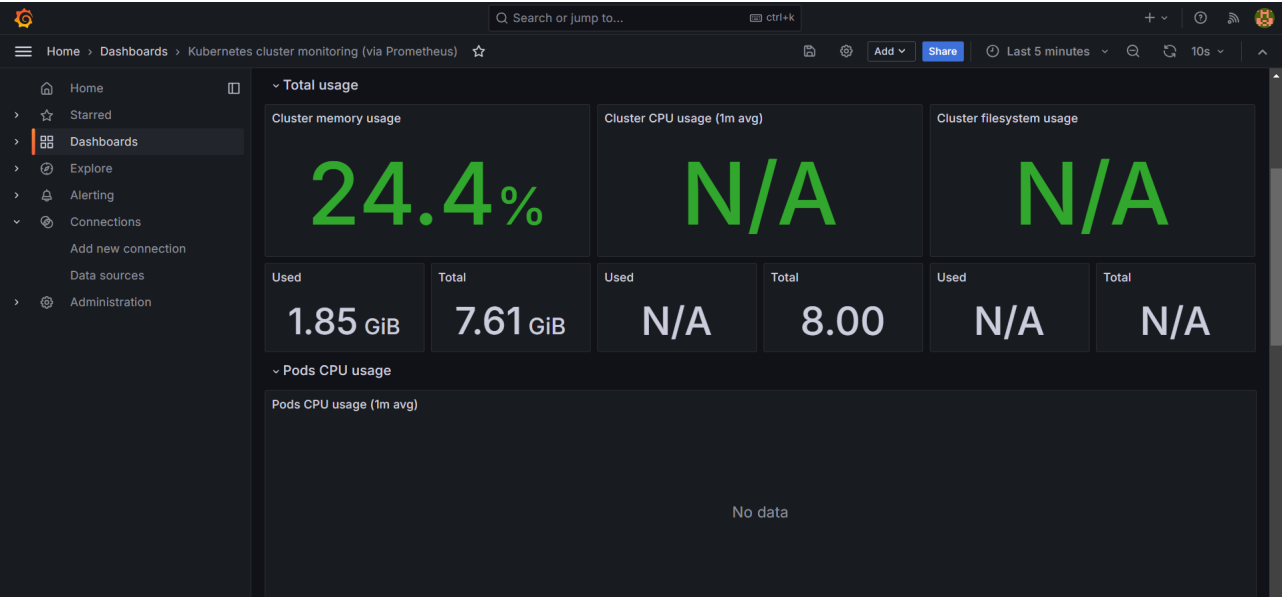 Search or jump to...
ctrl+k
Home › Dashboards › Kubernetes cluster monitoring (via Prometheus)
Add
Share
Last 5 minutes
10s
Home
Starred
Dashboards
Explore
Alerting
Connections
Add new connection
Data sources
Administration
Total usage
Cluster memory usage
24.4%
Cluster CPU usage (1m avg)
N/A
Cluster filesystem usage
N/A
Used
1.85 GiB
Total
7.61 GiB
Used
N/A
Total
8.00
Used
N/A
Total
N/A
Pods CPU usage
Pods CPU usage (1m avg)
No data